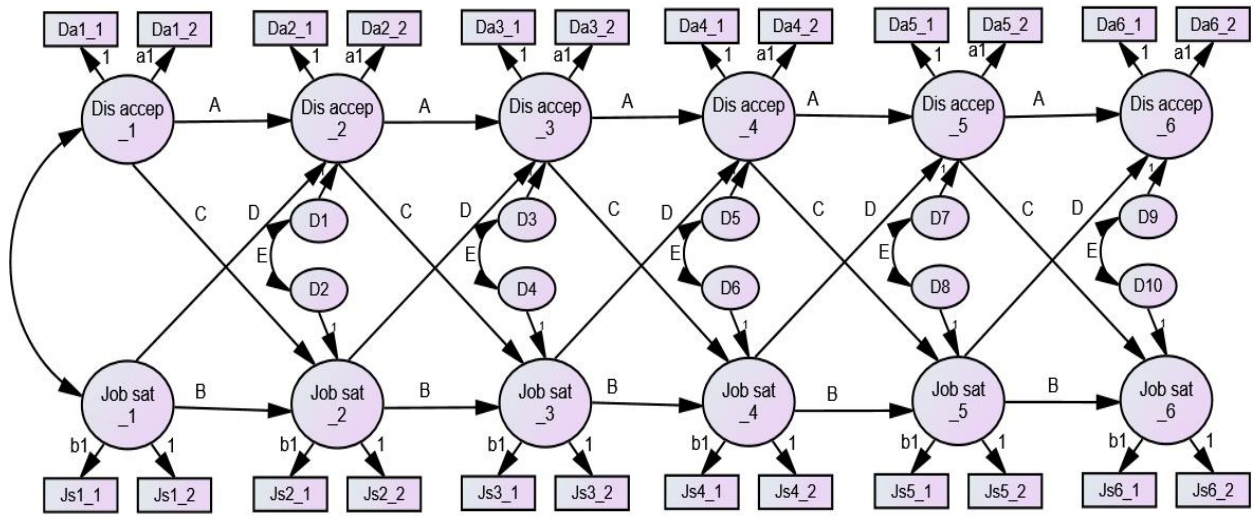 Da1_1 Da1_2 Da2_1 Da2_2 Da3_1 Da3_2 Da4_1 Da4_2 Da5_1 Da5_2 Da6_1 Da6_2
1 a1 1 a1 1 a1 1 a1 1 a1 1 a1
Dis accep Dis accep Dis accep Dis accep Dis accep Dis accep
_1 _2 _3 _4 _5 _6
A A A A A
1 1 1
C D D1 C D D3 C D D5 C D D7 C D D9
E E E E E
D2 D4 D6 D8 D10
1 1 1 1 1
Job sat Job sat Job sat Job sat Job sat Job sat
_1 _2 _3 _4 _5 _6
B B B B B
b1 1 b1 1 b1 1 b1 1 b1 1 b1 1
Js1_1 Js1_2 Js2_1 Js2_2 Js3_1 Js3_2 Js4_1 Js4_2 Js5_1 Js5_2 Js6_1 Js6_2